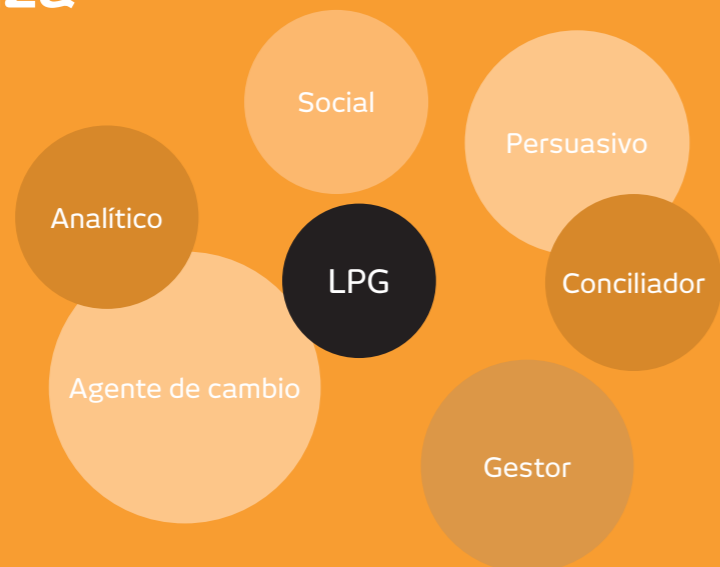 Social
Persuasivo
Analítico
LPG
Conciliador
Agente de cambio
Gestor